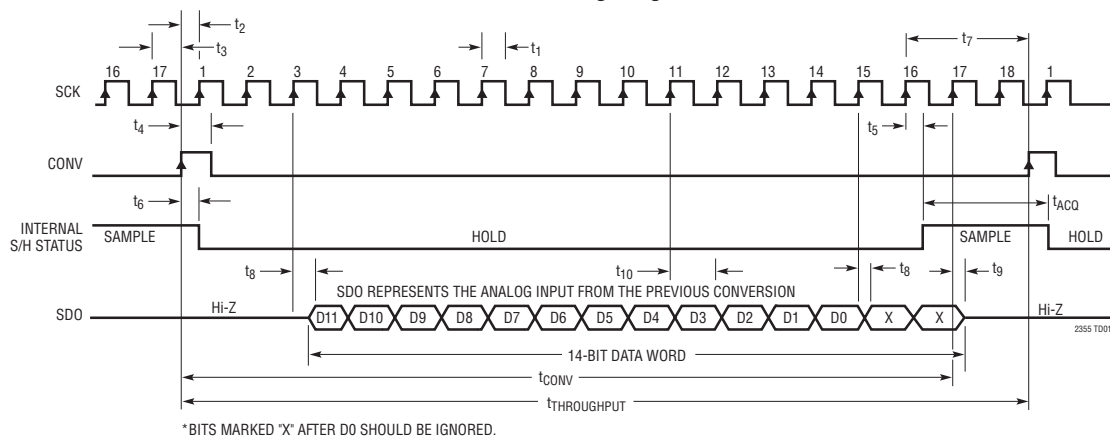 t2
t3
t1
t7
16 17 1 2 3 4 5 6 7 8 9 10 11 12 13 14 15 16 17 18 1
SCK
t4
t5
CONV
t6
tACQ
INTERNAL
S/H STATUS
SAMPLE HOLD SAMPLE HOLD
t8 t10 t8 t9
SDO REPRESENTS THE ANALOG INPUT FROM THE PREVIOUS CONVERSION
SDO Hi-Z D11 D10 D9 D8 D7 D6 D5 D4 D3 D2 D1 D0 X X Hi-Z
2355 TD01
14-BIT DATA WORD
tCONV
tTHROUGHPUT
*BITS MARKED "X" AFTER D0 SHOULD BE IGNORED.